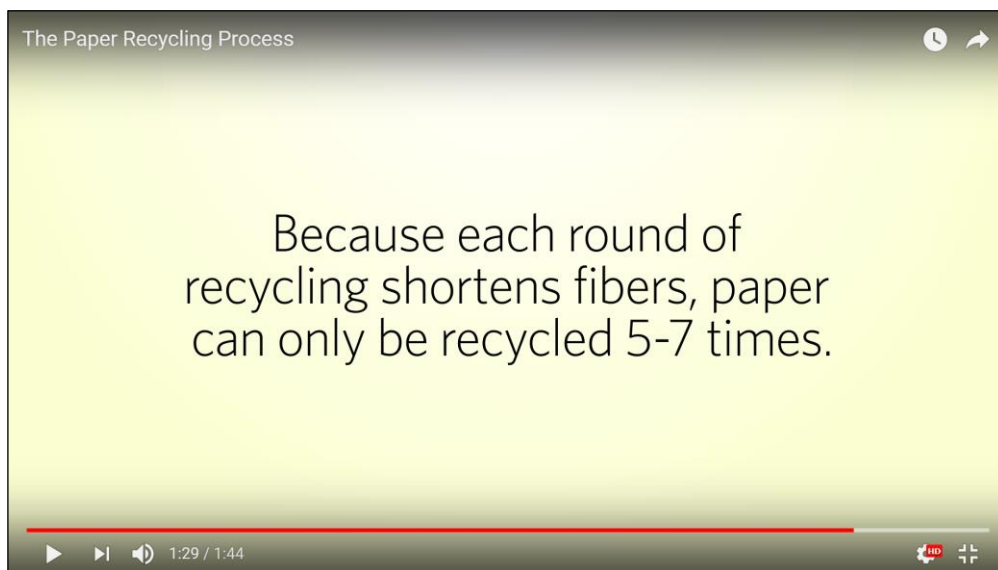 The Paper Recycling Process
Because each round of
recycling shortens fibers, paper
can only be recycled 5-7 times.
1:29 / 1:44
HD